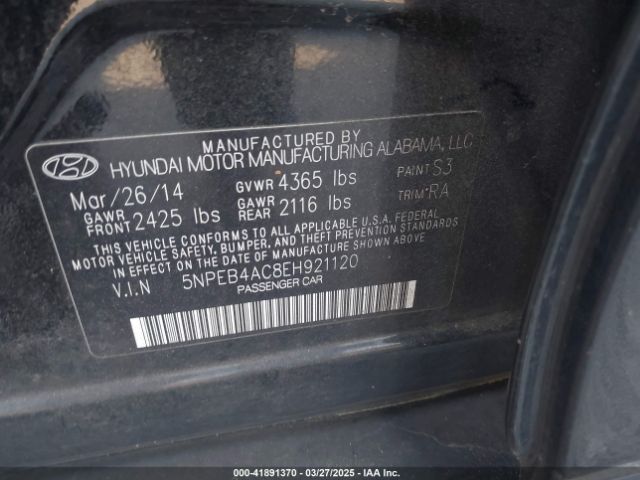 MANUFACTURED BY
HYUNDAI MOTOR MANUFACTURING ALABAMA, LLC
Mar/26/14 GVWR 4365 lbs PAINT S3
GAWR FRONT 2425 lbs GAWR REAR 2116 lbs TRIM RA
THIS VEHICLE CONFORMS TO ALL APPLICABLE U.S.A. FEDERAL
MOTOR VEHICLE SAFETY, BUMPER, AND THEFT PREVENTION STANDARDS
IN EFFECT ON THE DATE OF MANUFACTURE SHOWN ABOVE.
V.I.N 5NPEB4AC8EH921120
PASSENGER CAR
000-41891370 | 03/27/2025 | IAA Inc.